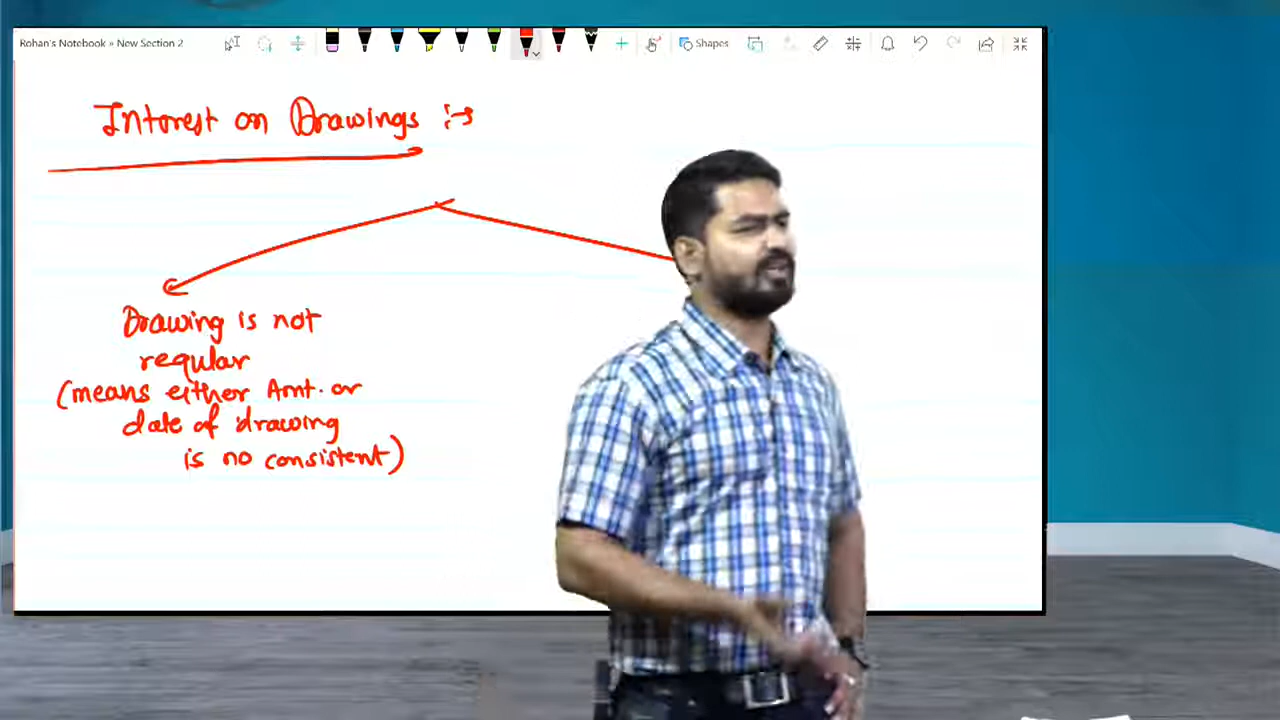 Rohan's Notebook » New Section 2
Shapes
Interest on Drawings :→
Drawing is not
regular
(means either Amt. or
date of drawing
is no consistent)